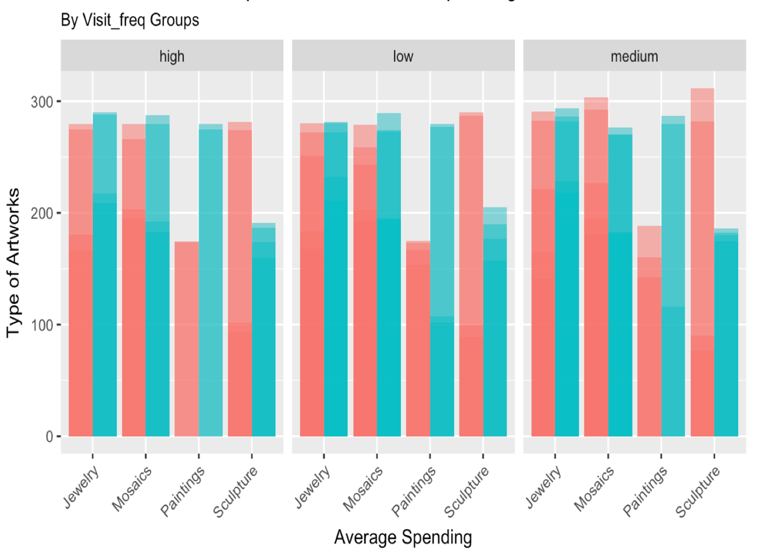 By Visit_freq Groups
high low medium
300
200
100
0
Type of Artworks
Jewelry Mosaics Paintings Sculpture Jewelry Mosaics Paintings Sculpture Jewelry Mosaics Paintings Sculpture
Average Spending